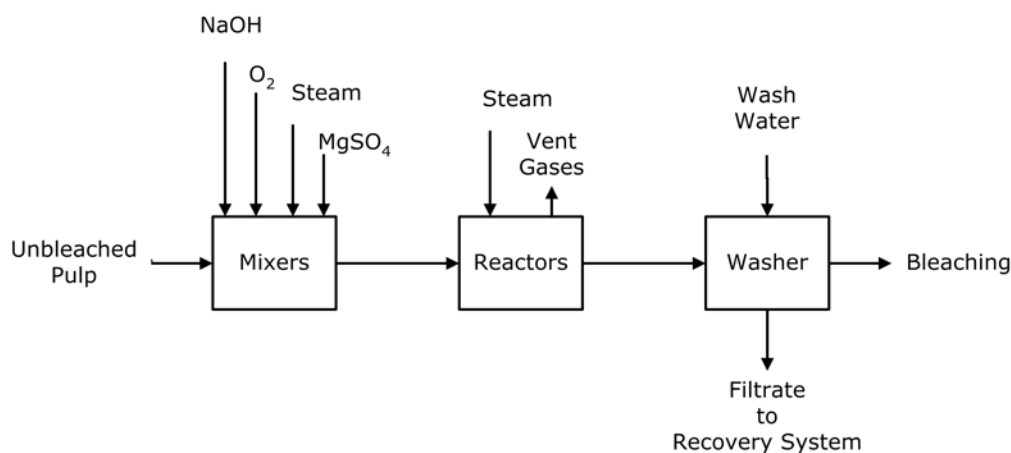 NaOH
O₂
Steam
MgSO₄
Steam
Vent
Gases
Wash
Water
Unbleached
Pulp
Mixers
Reactors
Washer
Bleaching
Filtrate
to
Recovery System